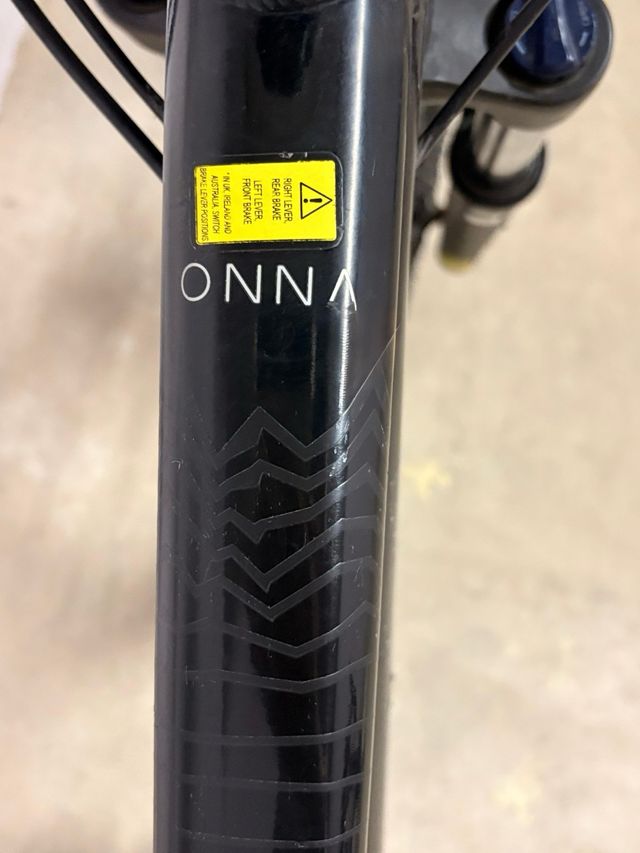 RIGHT LEVER,
REAR BRAKE
LEFT LEVER,
FRONT BRAKE
* IN UK, IRELAND AND
AUSTRALIA, SWITCH
BRAKE LEVER POSITIONS
ONNA